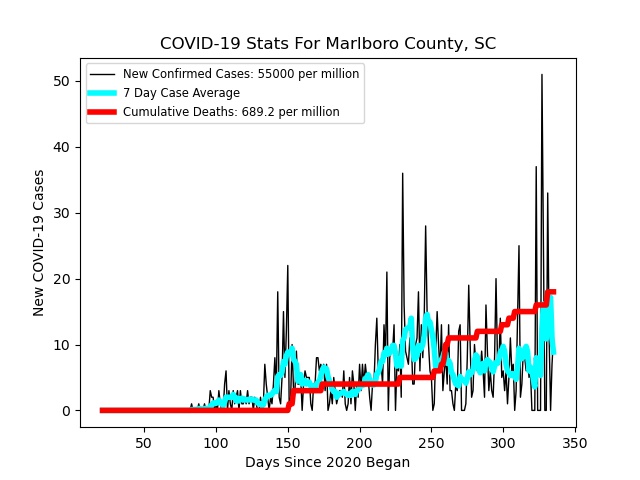 COVID-19 Stats For Marlboro County, SC
New Confirmed Cases: 55000 per million
7 Day Case Average
Cumulative Deaths: 689.2 per million
New COVID-19 Cases
50
40
30
20
10
0
50 100 150 200 250 300 350
Days Since 2020 Began